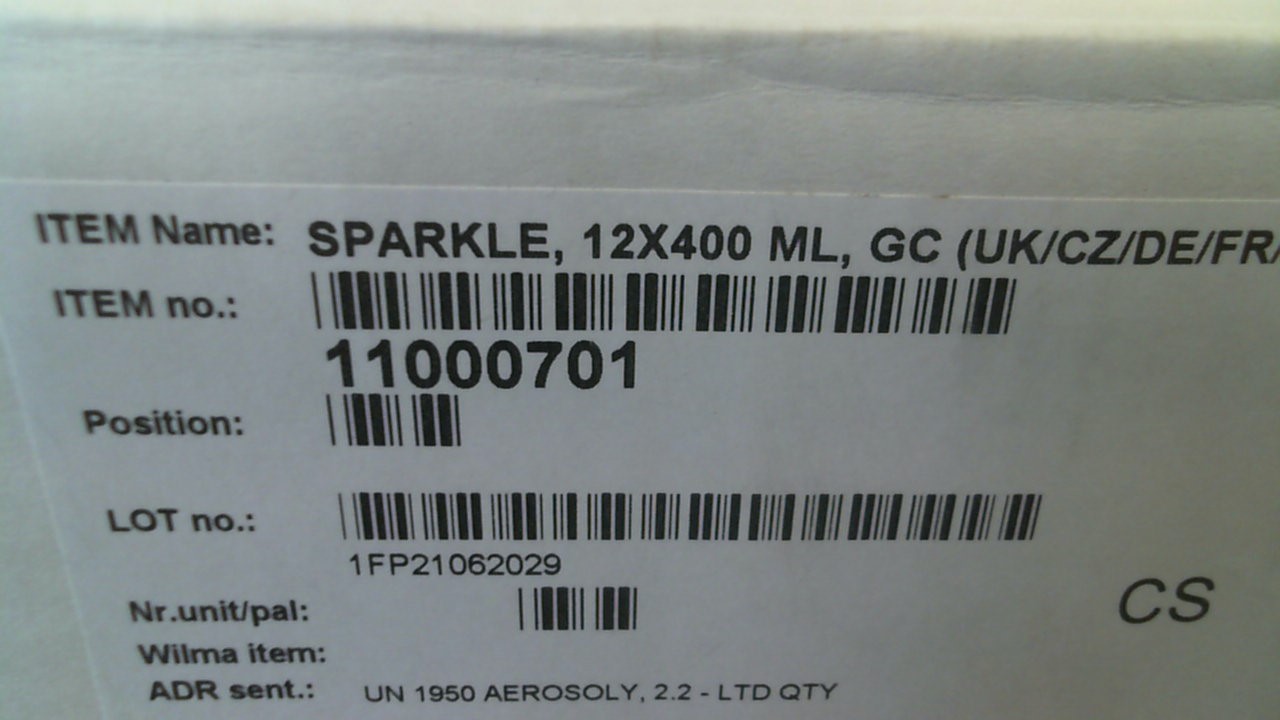 ITEM Name: SPARKLE, 12X400 ML, GC (UK/CZ/DE/FR/
ITEM no.:
11000701
Position:
LOT no.:
1FP21062029
Nr.unit/pal:
CS
Wilma item:
ADR sent.: UN 1950 AEROSOLY, 2.2 - LTD QTY